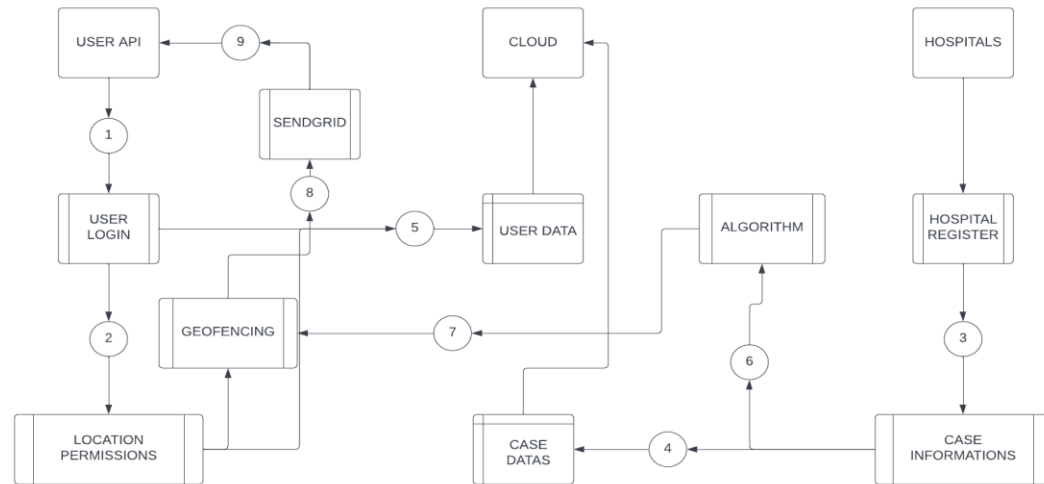 USER API
9
CLOUD
HOSPITALS
SENDGRID
1
8
USER
LOGIN
5
USER DATA
ALGORITHM
HOSPITAL
REGISTER
GEOFENCING
7
2
3
6
LOCATION
PERMISSIONS
CASE
DATAS
4
CASE
INFORMATIONS